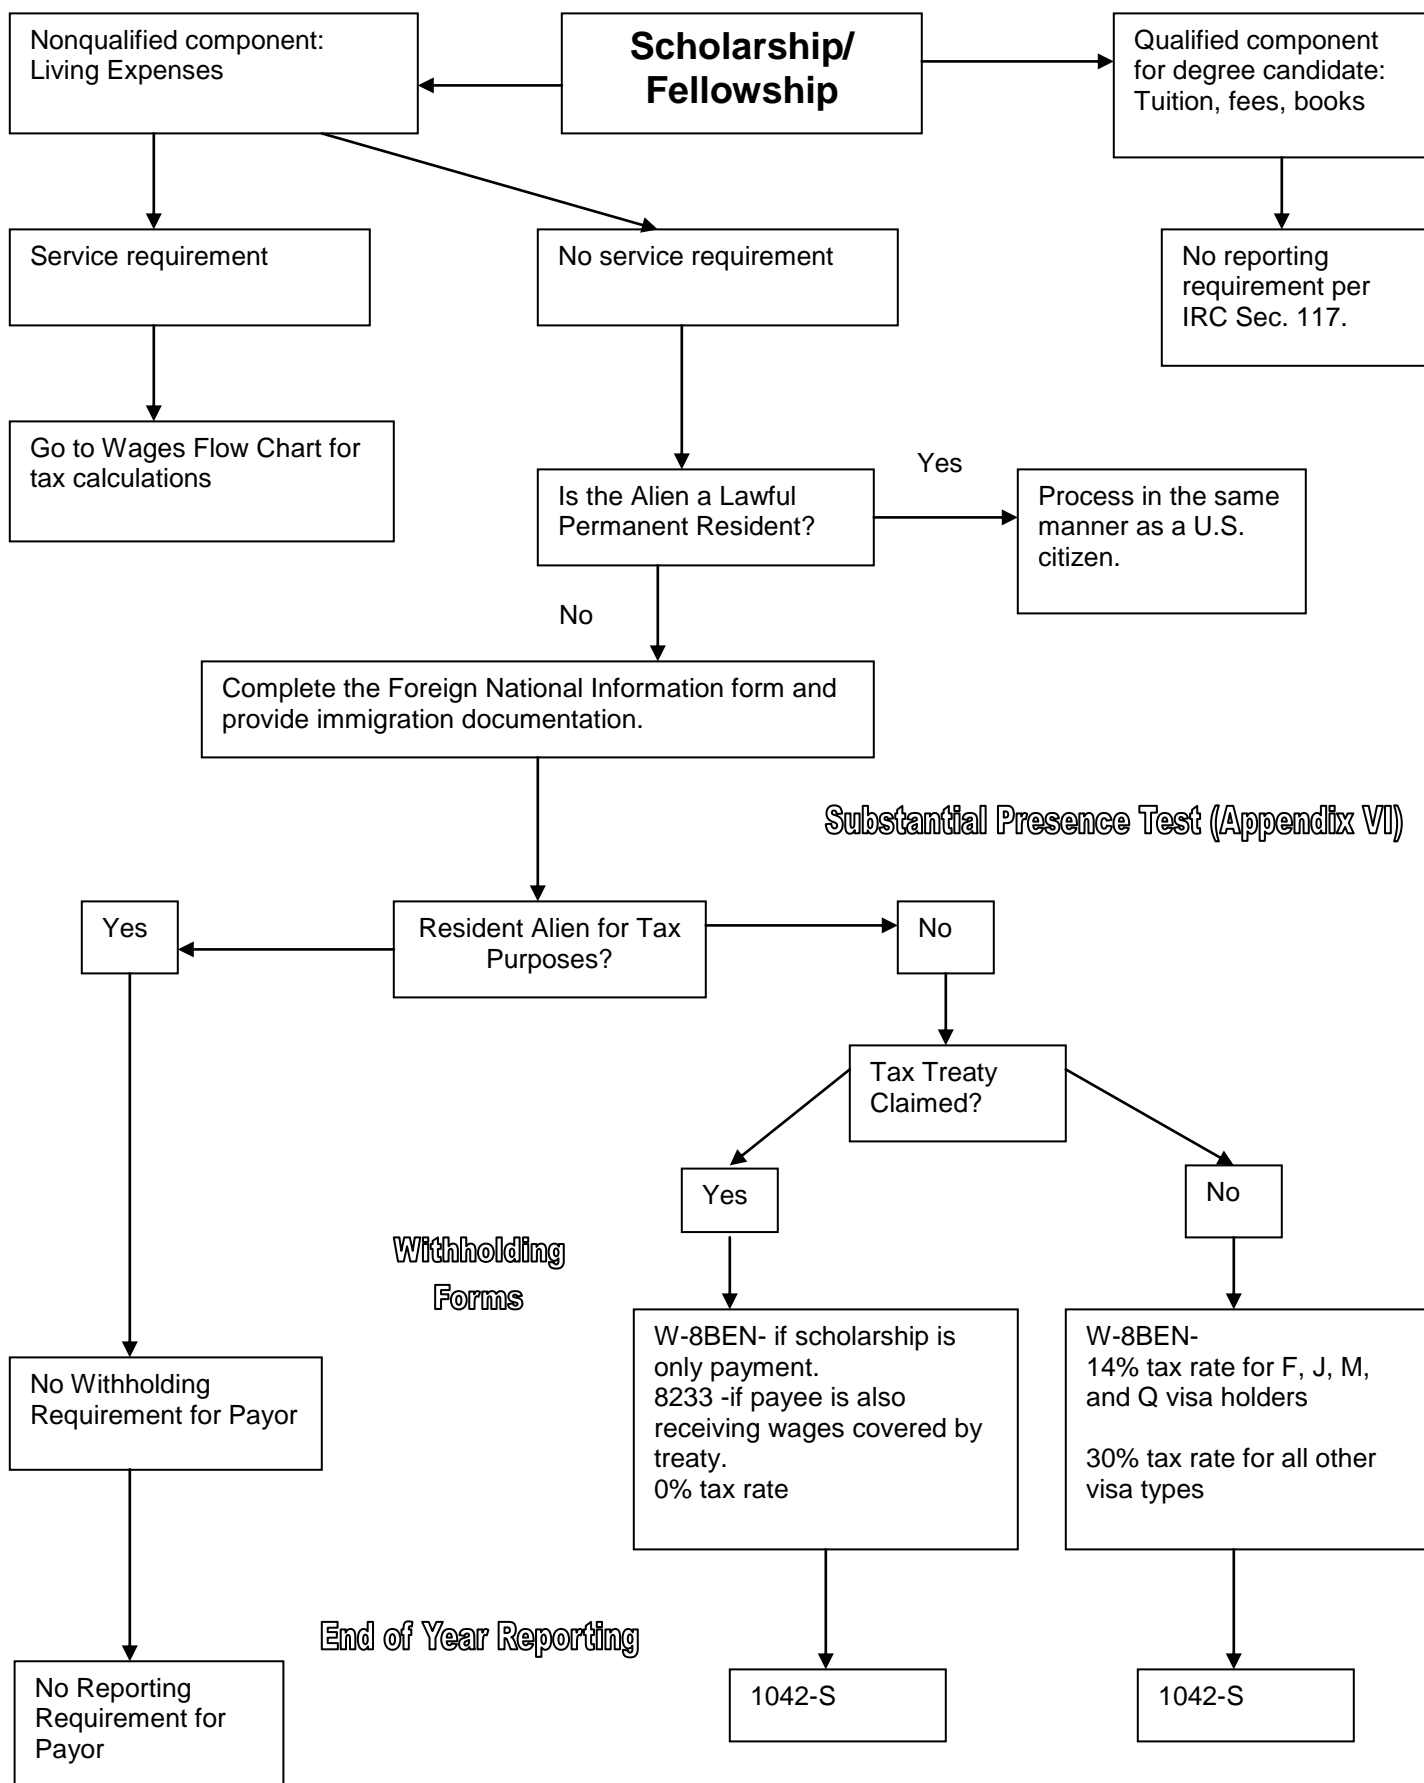 Nonqualified component:
Living Expenses
Scholarship/
Fellowship
Qualified component
for degree candidate:
Tuition, fees, books
Service requirement
No service requirement
No reporting
requirement per
IRC Sec. 117.
Go to Wages Flow Chart for
tax calculations
Is the Alien a Lawful
Permanent Resident?
Yes
Process in the same
manner as a U.S.
citizen.
No
Complete the Foreign National Information form and
provide immigration documentation.
Substantial Presence Test (Appendix VI)
Yes
Resident Alien for Tax
Purposes?
No
Tax Treaty
Claimed?
Yes
No
Withholding
Forms
W-8BEN- if scholarship is
only payment.
8233 -if payee is also
receiving wages covered by
treaty.
0% tax rate
W-8BEN-
14% tax rate for F, J, M,
and Q visa holders
30% tax rate for all other
visa types
No Withholding
Requirement for Payor
End of Year Reporting
No Reporting
Requirement for
Payor
1042-S
1042-S